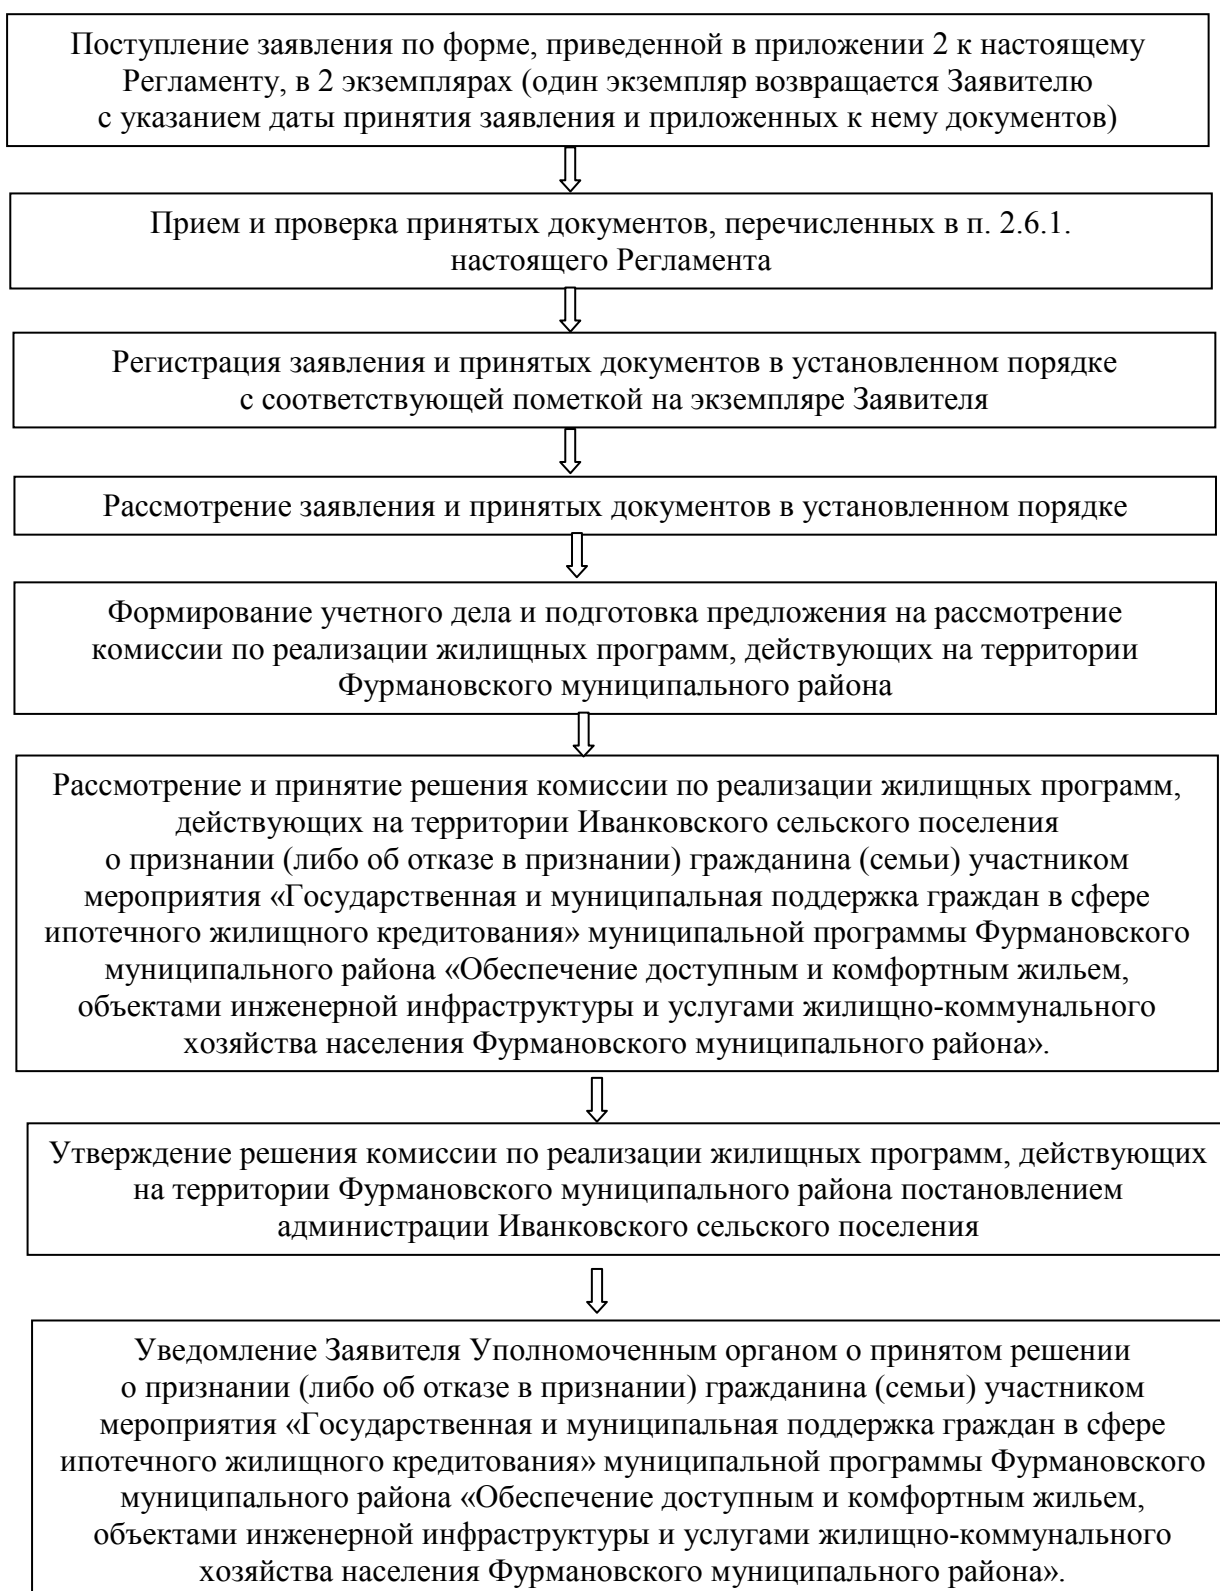 Поступление заявления по форме, приведенной в приложении 2 к настоящему
Регламенту, в 2 экземплярах (один экземпляр возвращается Заявителю
с указанием даты принятия заявления и приложенных к нему документов)
Прием и проверка принятых документов, перечисленных в п. 2.6.1.
настоящего Регламента
Регистрация заявления и принятых документов в установленном порядке
с соответствующей пометкой на экземпляре Заявителя
Рассмотрение заявления и принятых документов в установленном порядке
Формирование учетного дела и подготовка предложения на рассмотрение
комиссии по реализации жилищных программ, действующих на территории
Фурмановского муниципального района
Рассмотрение и принятие решения комиссии по реализации жилищных программ,
действующих на территории Иванковского сельского поселения
о признании (либо об отказе в признании) гражданина (семьи) участником
мероприятия «Государственная и муниципальная поддержка граждан в сфере
ипотечного жилищного кредитования» муниципальной программы Фурмановского
муниципального района «Обеспечение доступным и комфортным жильем,
объектами инженерной инфраструктуры и услугами жилищно-коммунального
хозяйства населения Фурмановского муниципального района».
Утверждение решения комиссии по реализации жилищных программ, действующих
на территории Фурмановского муниципального района постановлением
администрации Иванковского сельского поселения
Уведомление Заявителя Уполномоченным органом о принятом решении
о признании (либо об отказе в признании) гражданина (семьи) участником
мероприятия «Государственная и муниципальная поддержка граждан в сфере
ипотечного жилищного кредитования» муниципальной программы Фурмановского
муниципального района «Обеспечение доступным и комфортным жильем,
объектами инженерной инфраструктуры и услугами жилищно-коммунального
хозяйства населения Фурмановского муниципального района».